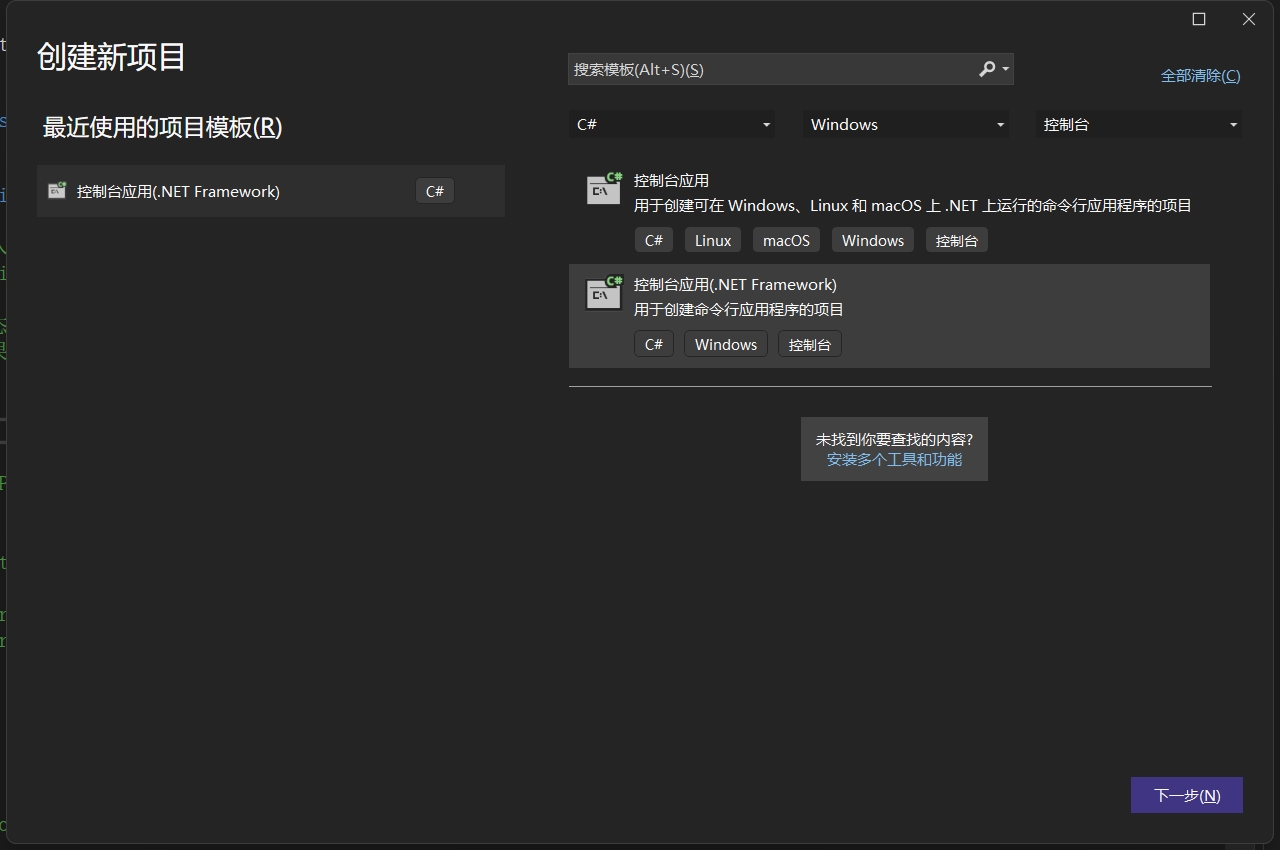 创建新项目
搜索模板(Alt+S)(S)
全部清除(C)
最近使用的项目模板(R)
控制台应用(.NET Framework)
C#
C#
Windows
控制台
控制台应用
用于创建可在 Windows、Linux 和 macOS 上 .NET 上运行的命令行应用程序的项目
C#
Linux
macOS
Windows
控制台
控制台应用(.NET Framework)
用于创建命令行应用程序的项目
C#
Windows
控制台
未找到你要查找的内容?
安装多个工具和功能
下一步(N)